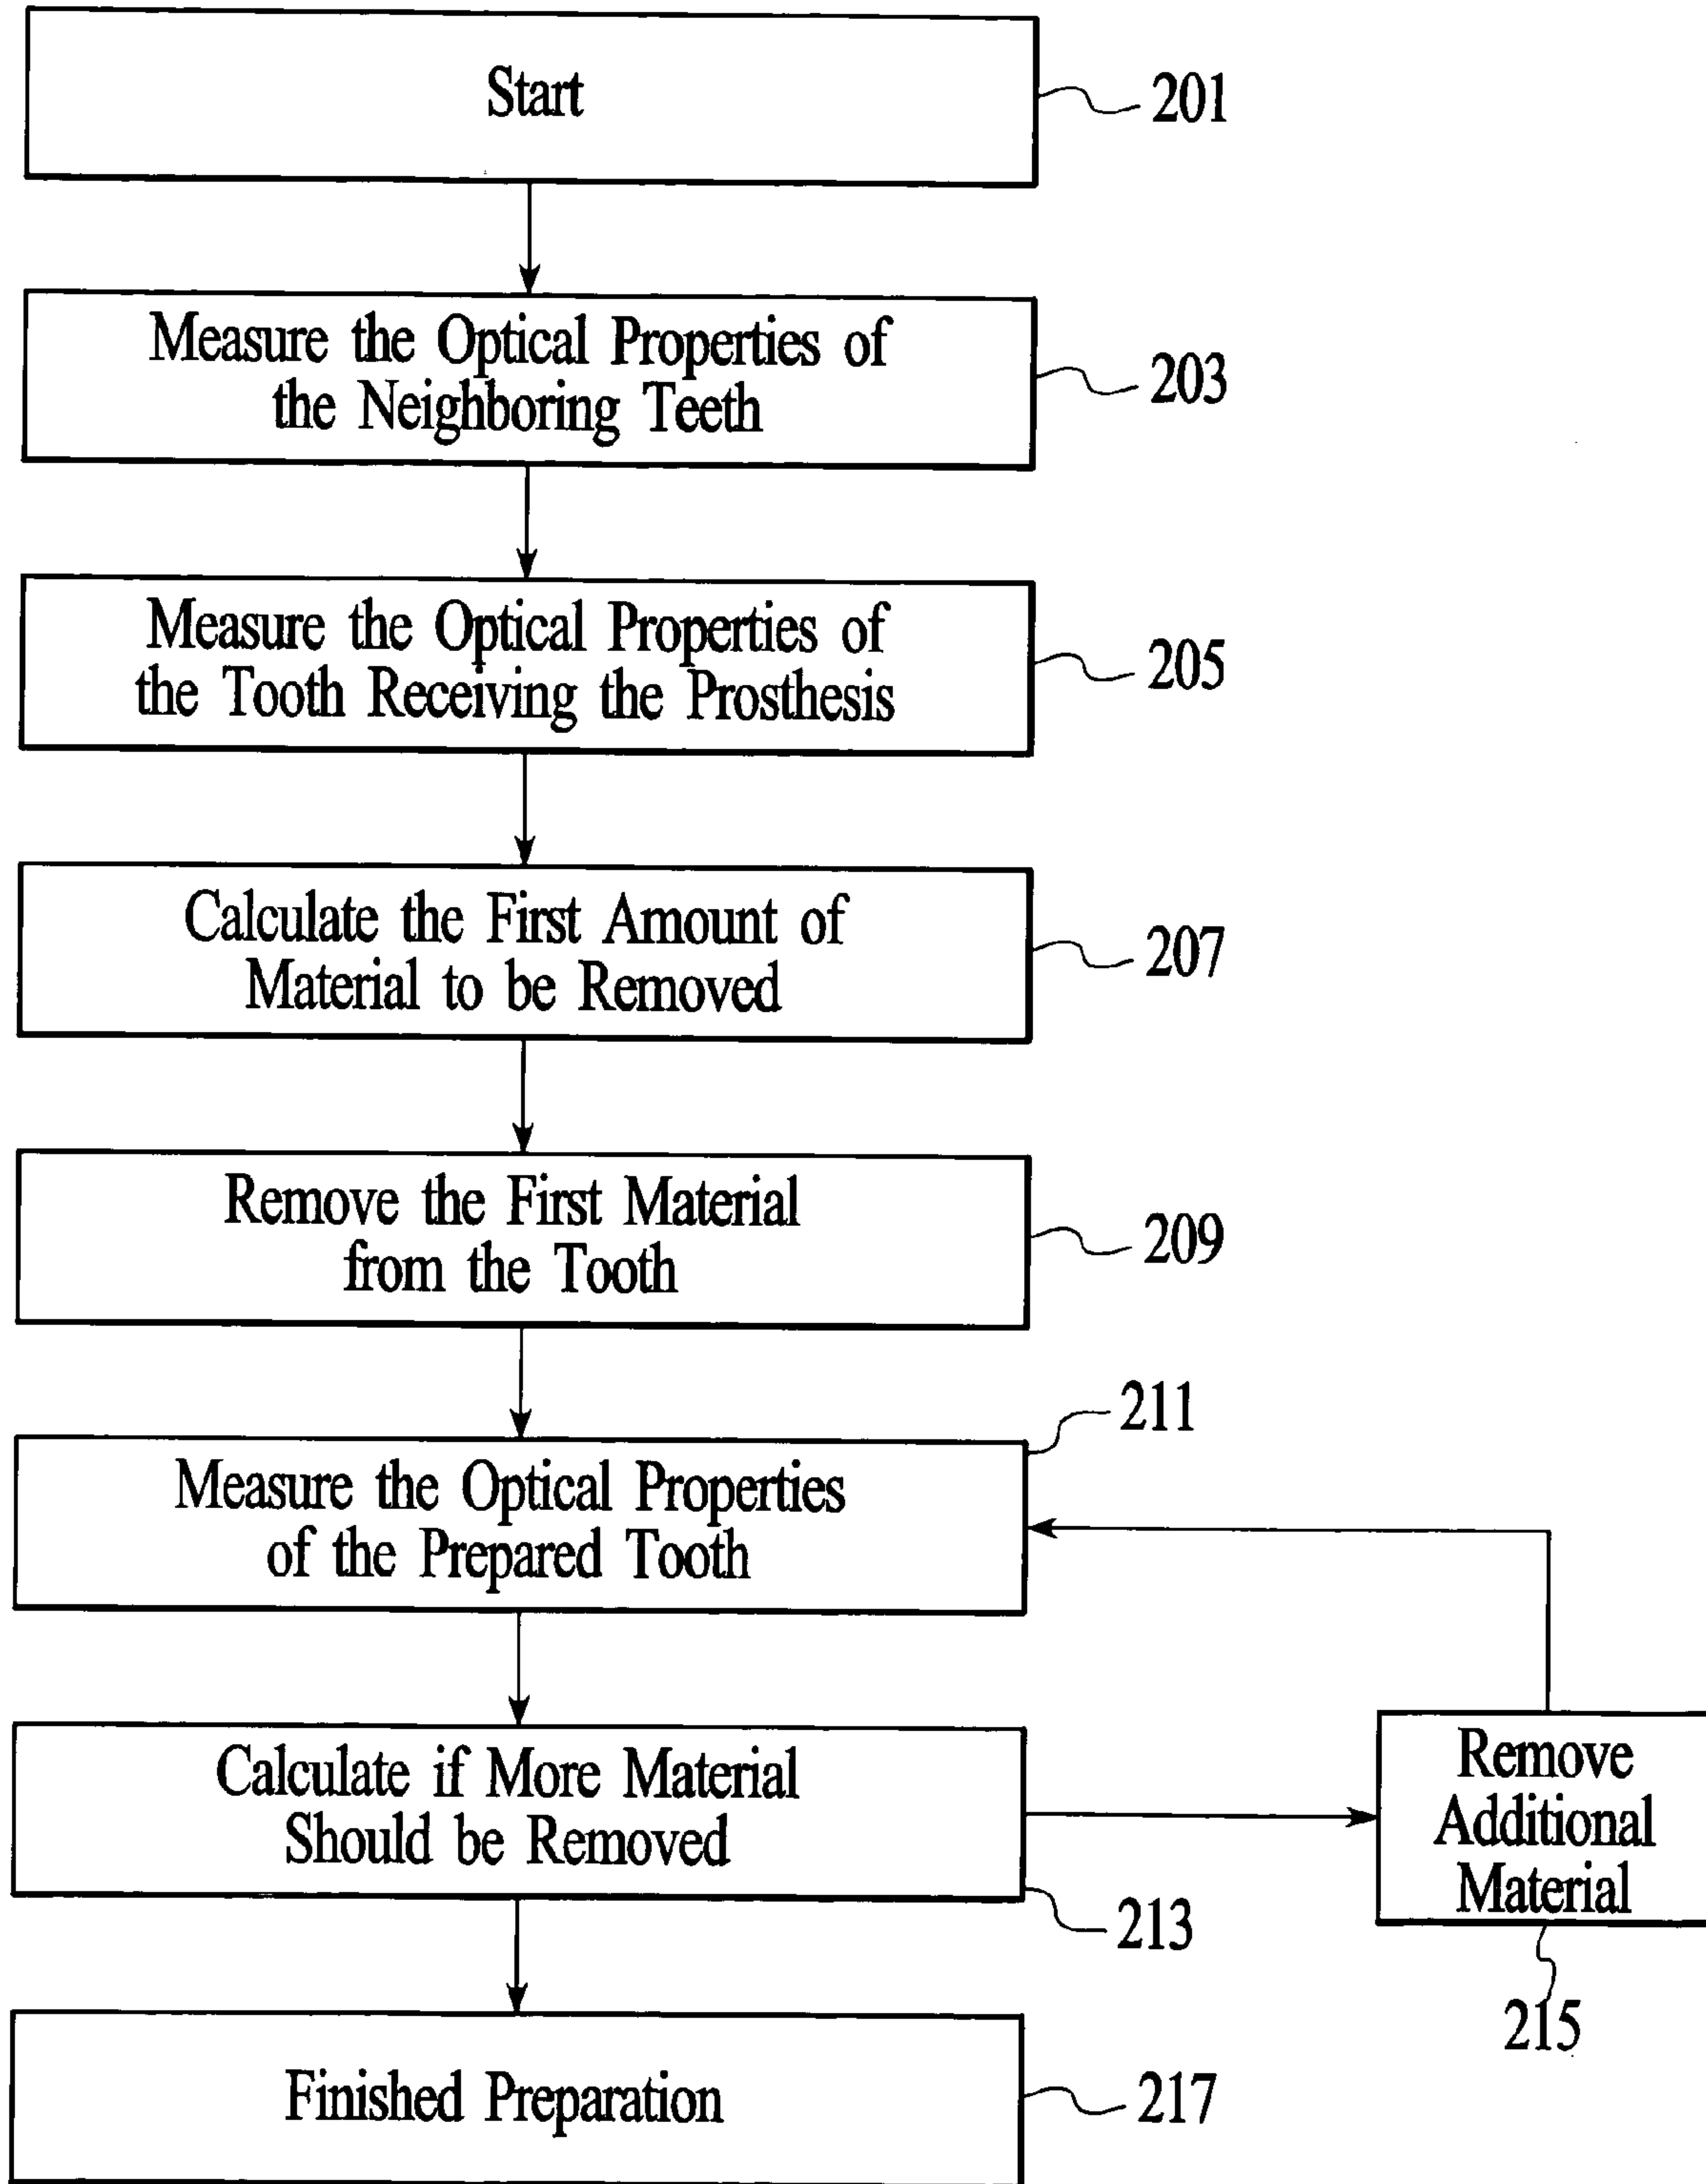 Start
201
Measure the Optical Properties of
the Neighboring Teeth
203
Measure the Optical Properties of
the Tooth Receiving the Prosthesis
205
Calculate the First Amount of
Material to be Removed
207
Remove the First Material
from the Tooth
209
211
Measure the Optical Properties
of the Prepared Tooth
Calculate if More Material
Should be Removed
213
Remove
Additional
Material
215
Finished Preparation
217